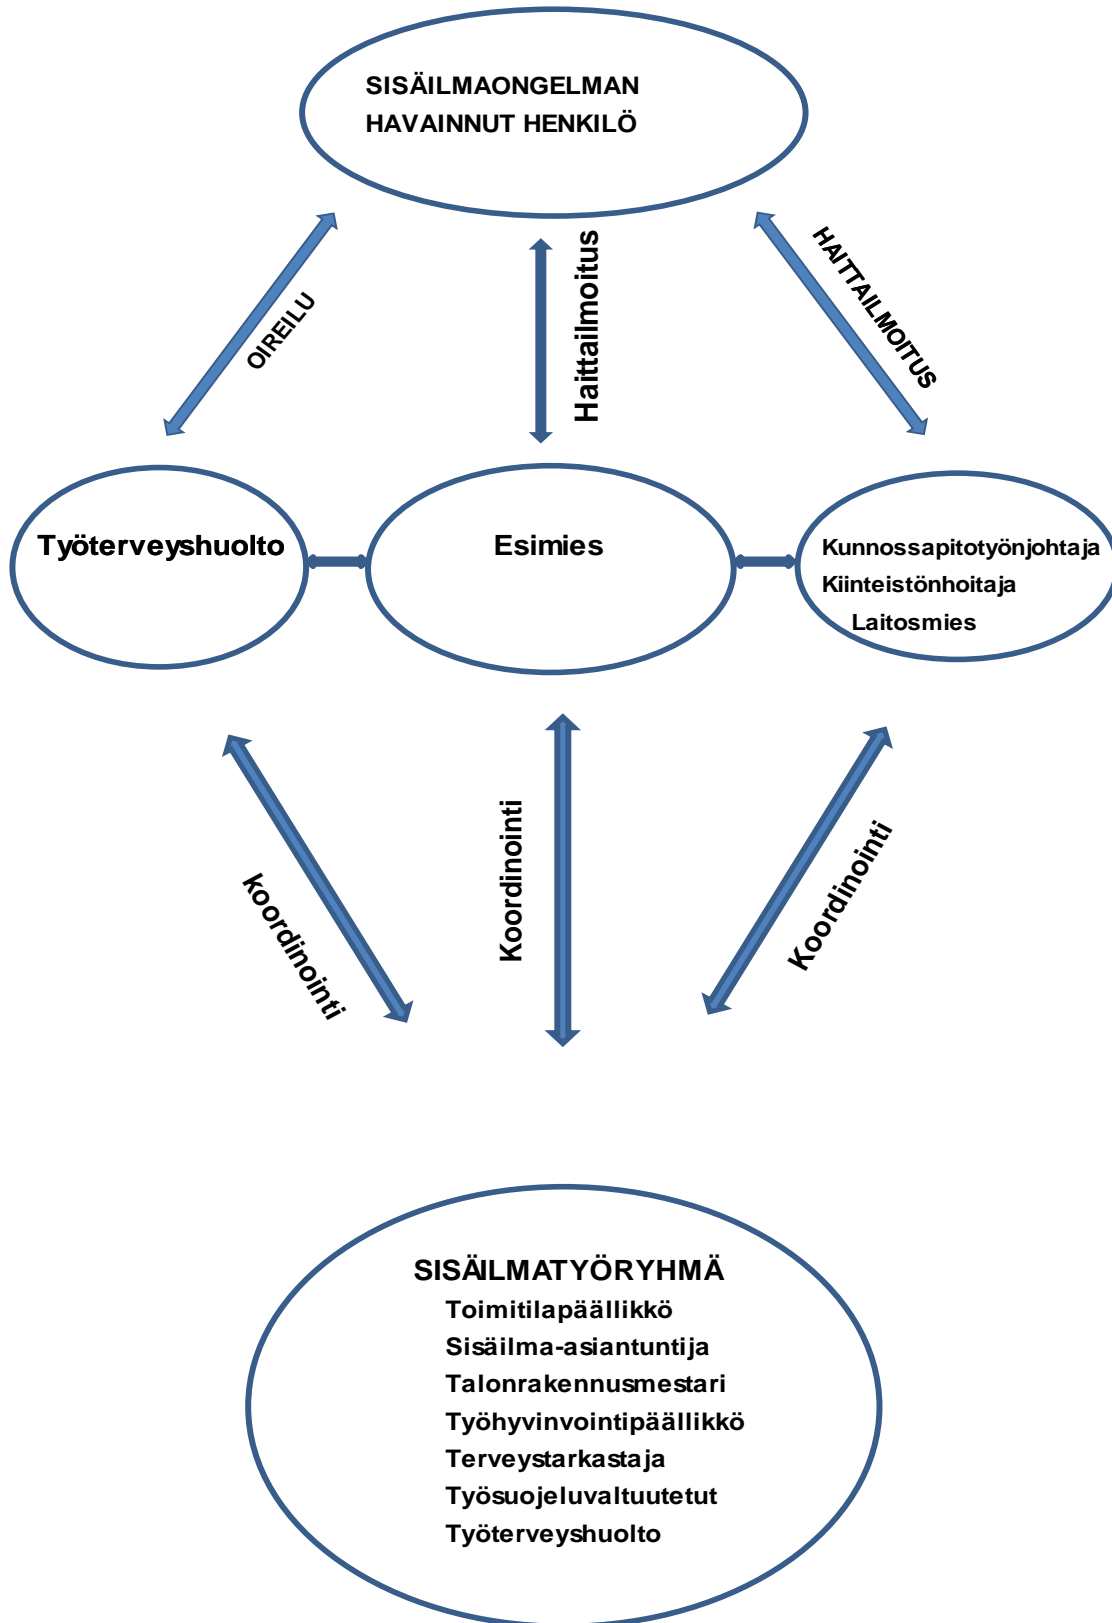 SISÄILMAONGELMAN
HAVAINNUT HENKILÖ
OIREILU
Haittailmoitus
HAITTAILMOITUS
Työterveyshuolto
Esimies
Kunnossapitotyönjohtaja
Kiinteistönhoitaja
Laitosmies
koordinointi
Koordinointi
Koordinointi
SISÄILMATYÖRYHMÄ
Toimitilapäällikkö
Sisäilma-asiantuntija
Talonrakennusmestari
Työhyvinvointipäällikkö
Terveystarkastaja
Työsuojeluvaltuutetut
Työterveyshuolto